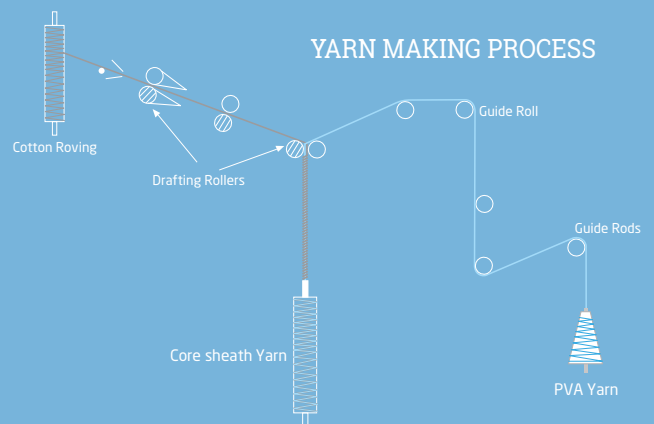 YARN MAKING PROCESS
Cotton Roving
Guide Roll
Drafting Rollers
Guide Rods
Core sheath Yarn
PVA Yarn